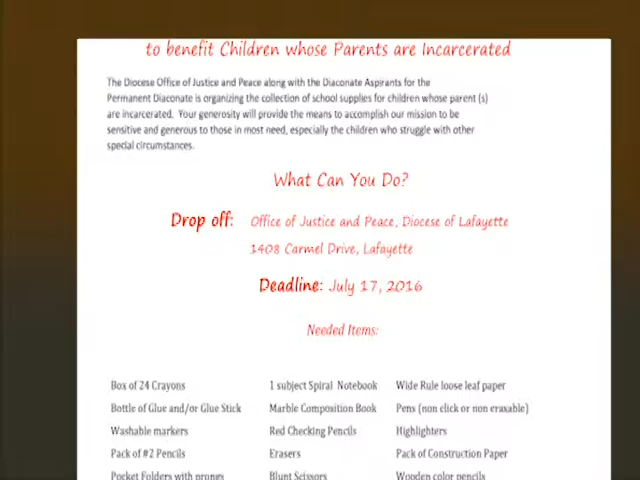 to benefit Children whose Parents are Incarcerated
The Diocese Office of Justice and Peace along with the Diaconate Aspirants for the
Permanent Diaconate is organizing the collection of school supplies for children whose parent (s)
are incarcerated. Your generosity will provide the means to accomplish our mission to be
sensitive and generous to those in most need, especially the children who struggle with other
special circumstances.
What Can You Do?
Drop off: Office of Justice and Peace, Diocese of Lafayette
1408 Carmel Drive, Lafayette
Deadline: July 17, 2016
Needed Items:
Box of 24 Crayons 1 subject Spiral Notebook Wide Rule loose leaf paper
Bottle of Glue and/or Glue Stick Marble Composition Book Pens (non click or non eraxable)
Washable markers Red Checking Pencils Highlighters
Pack of #2 Pencils Erasers Pack of Construction Paper
Pocket Folders with prongs Blunt Scissors Wooden color pencils